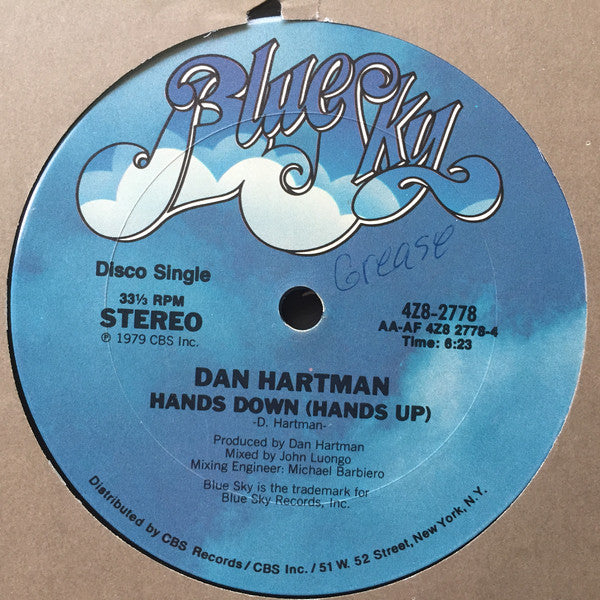 Blue Sky
Grease
Disco Single
33⅓ RPM
STEREO
℗ 1979 CBS Inc.
4Z8-2778
AA-AF 4Z8 2778-4
Time: 6:23
DAN HARTMAN
HANDS DOWN (HANDS UP)
-D. Hartman-
Produced by Dan Hartman
Mixed by John Luongo
Mixing Engineer: Michael Barbiero
Blue Sky is the trademark for
Blue Sky Records, Inc.
Distributed by CBS Records/CBS Inc./51 W. 52 Street, New York, N.Y.